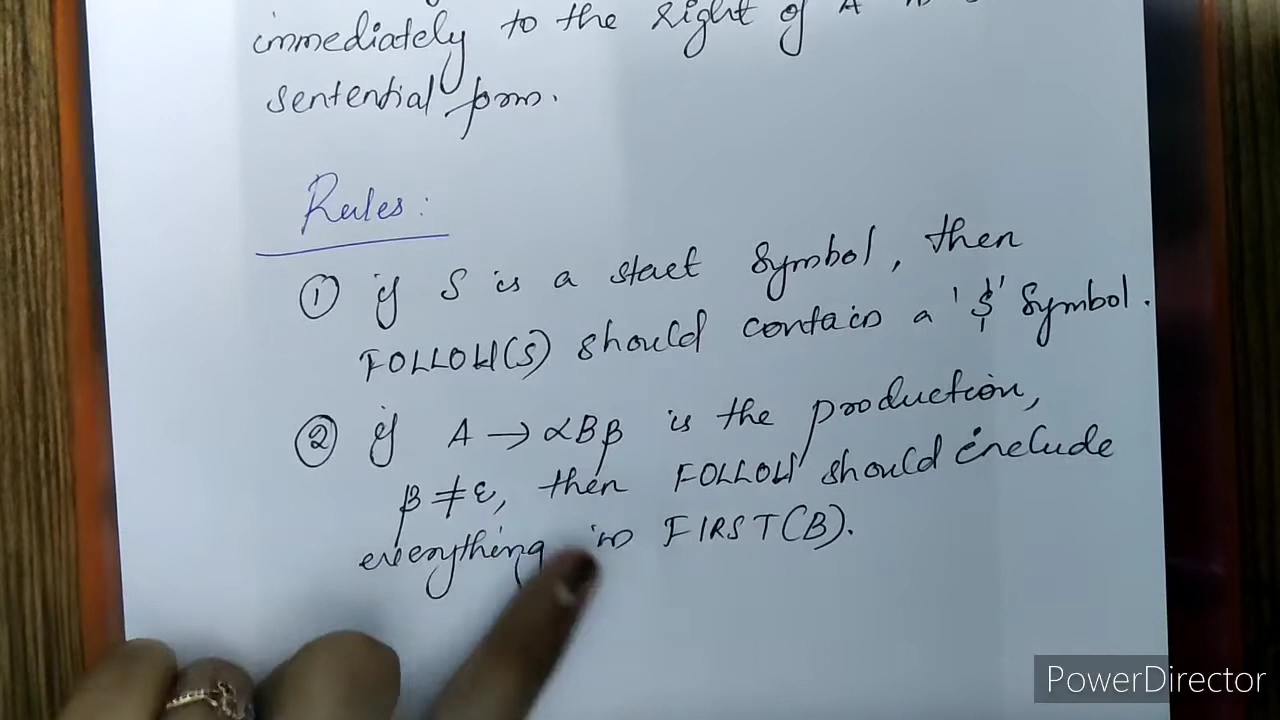 immediately to the right of A
sentential form.
Rules:
① if S is a start Symbol, then
FOLLOW(S) should contain a '$' Symbol.
② if A → αBβ is the production,
β ≠ ε, then FOLLOW should include
everything in FIRST(B).
PowerDirector